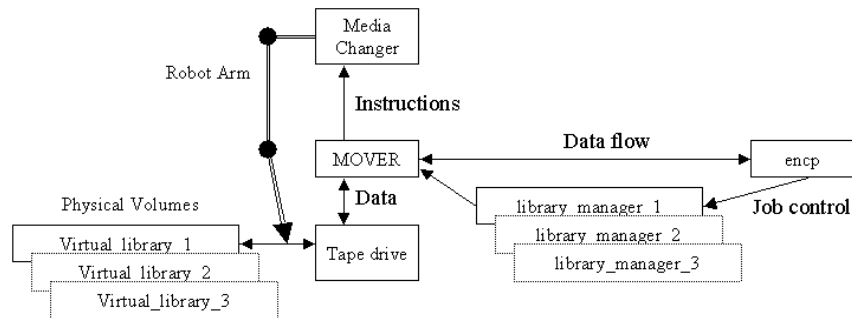 Media
Changer
Robot Arm
Instructions
Data flow
MOVER
encp
Data
library_manager_1
Job control
Physical Volumes
library_manager_2
Virtual_library_1
Tape drive
library_manager_3
Virtual_library_2
Virtual_library_3